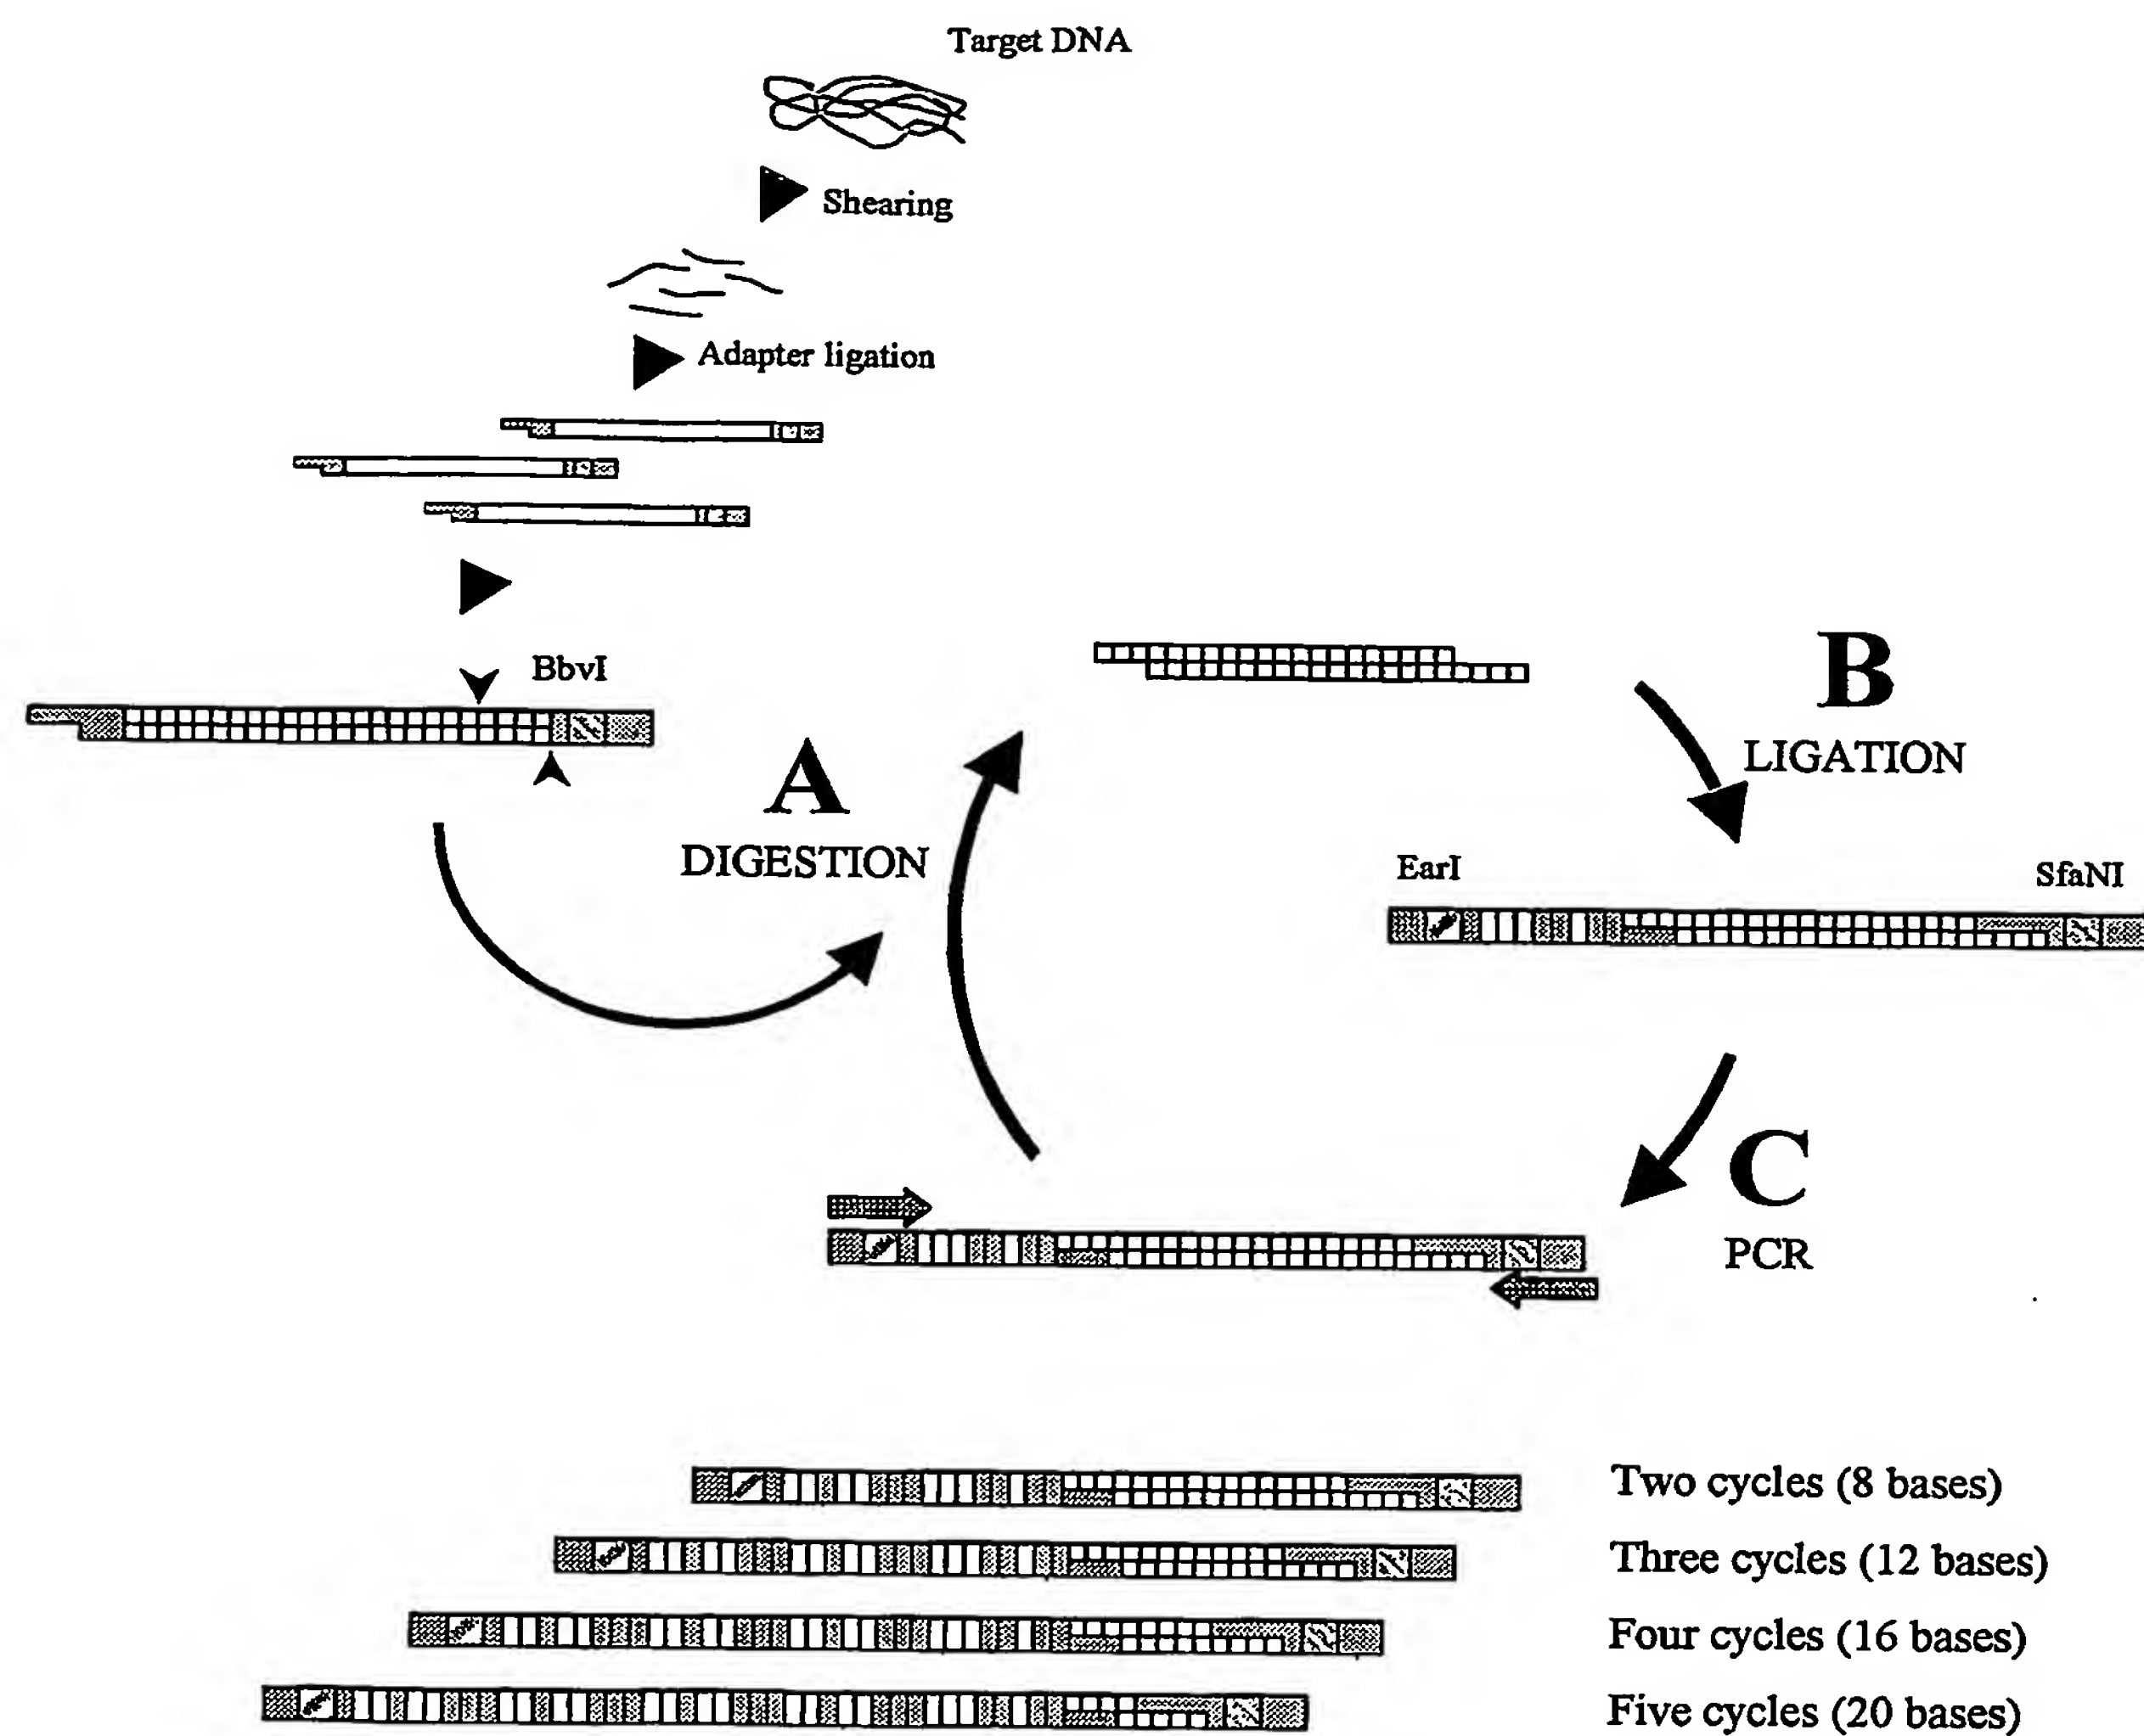 Target DNA
Shearing
Adapter ligation
BbvI
B
LIGATION
A
DIGESTION
EarI
SfaNI
C
PCR
Two cycles (8 bases)
Three cycles (12 bases)
Four cycles (16 bases)
Five cycles (20 bases)